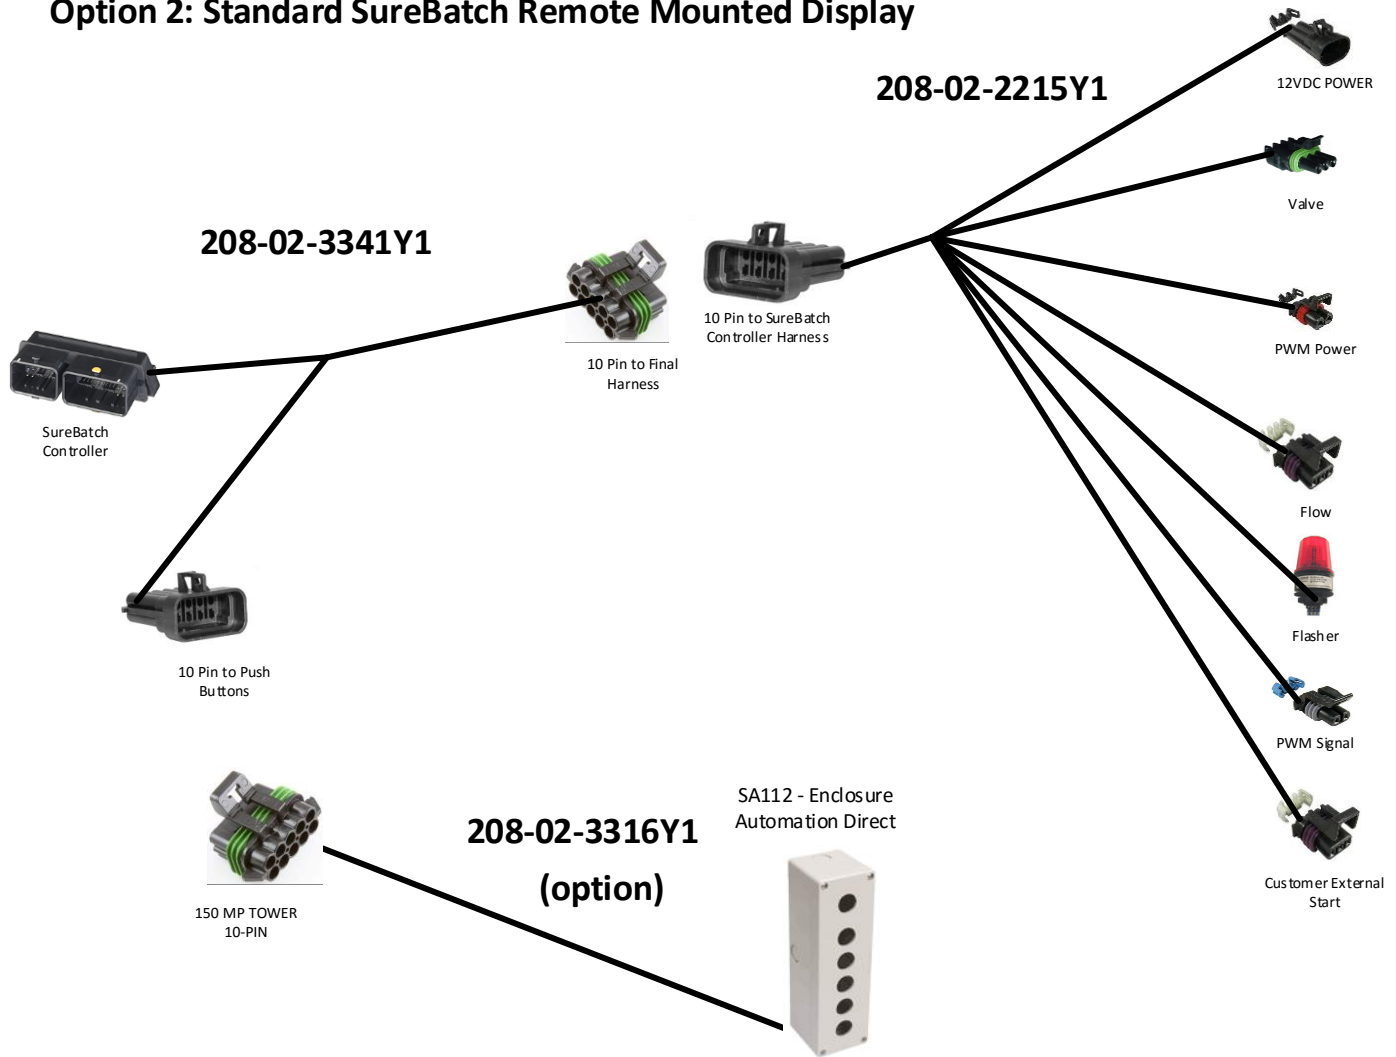 Option 2: Standard SureBatch Remote Mounted Display
208-02-2215Y1
12VDC POWER
Valve
208-02-3341Y1
10 Pin to SureBatch
Controller Harness
PWM Power
10 Pin to Final
Harness
SureBatch
Controller
Flow
Flasher
10 Pin to Push
Buttons
PWM Signal
SA112 - Enclosure
Automation Direct
208-02-3316Y1
(option)
Customer External
Start
150 MP TOWER
10-PIN